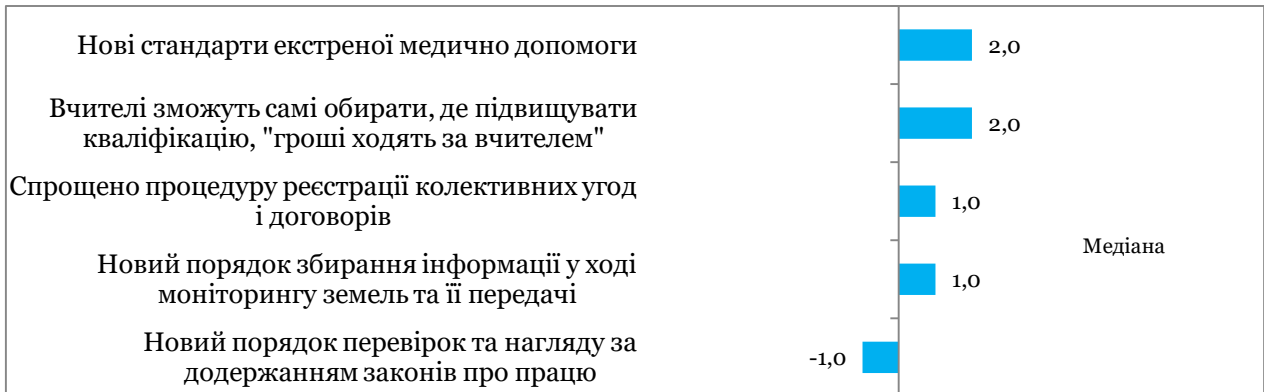 Нові стандарти екстреної медично допомоги
2,0
Вчителі зможуть самі обирати, де підвищувати
кваліфікацію, "гроші ходять за вчителем"
2,0
Спрощено процедуру реєстрації колективних угод
і договорів
1,0
Медіана
Новий порядок збирання інформації у ході
моніторингу земель та її передачі
1,0
Новий порядок перевірок та нагляду за
додержанням законів про працю
-1,0